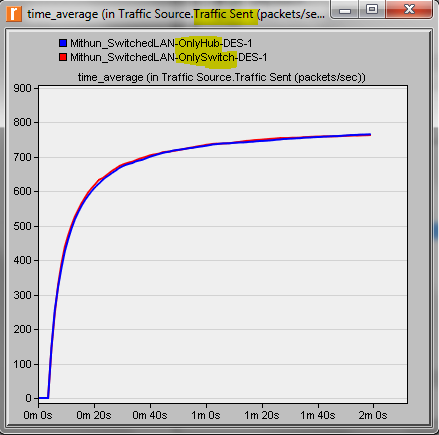 time_average (in Traffic Source.Traffic Sent (packets/se...
Mithun_SwitchedLAN-OnlyHub-DES-1
Mithun_SwitchedLAN-OnlySwitch-DES-1
time_average (in Traffic Source.Traffic Sent (packets/sec))
900
800
700
600
500
400
300
200
100
0
0m 0s 0m 20s 0m 40s 1m 0s 1m 20s 1m 40s 2m 0s